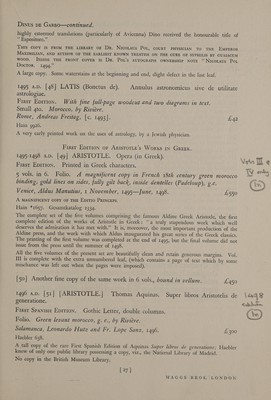 DINUS DE GARBO—continued.
highly renowned translations (particularly of Avicenna) Dino received the honourable title of
"Expositore."
THIS COPY IS FROM THE LIBRARY OF DR. NICOLAUS POL, COURT PHYSICIAN TO THE EMPEROR
MAXIMILIAN, AND AUTHOR OF THE EARLIEST KNOWN TREATISE ON THE CURE OF SYPHILIS BY GUAIACUM
WOOD. INSIDE THE FRONT COVER IS DR. POL'S AUTOGRAPH OWNERSHIP NOTE "NICOLAUS POL
DOCTOR. 1494"
A large copy. Some waterstains at the beginning and end, slight defect in the last leaf.
1495 A.D. [48] LATIS (Bonetus de). Annulus astronomicus sive de utilitate
astrologiae.
FIRST EDITION. With fine full-page woodcut and two diagrams in text.
Small 4to. Morocco, by Rivière.
Rome, Andreas Freitag. [c. 1493]. £42
Hain 9926.
A very early printed work on the uses of astrology, by a Jewish physician.
FIRST EDITION OF ARISTOTLE'S WORKS IN GREEK.
1495-1498 A.D. [49] ARISTOTLE. Opera (in Greek).
FIRST EDITION. Printed in Greek characters.
5 vols. in 6. Folio. A magnificent copy in French 18th century green morocco
binding, gold lines on sides, fully gilt back, inside dentelles (Padeloup), g.e.
Venice, Aldus Manutius, 1 November, 1495—June, 1498. £550
A MAGNIFICENT COPY OF THE EDITIO PRINCEPS.
Hain *1657. Gesamtkatalog 2334.
The complete set of the five volumes comprising the famous Aldine Greek Aristotle, the first
complete edition of the works of Aristotle in Greek: "a truly stupendous work which well
deserves the admiration it has met with." It is, moreover, the most important production of the
Aldine press, and the work with which Aldus inaugurated his great series of the Greek classics.
The printing of the first volume was completed at the end of 1495, but the final volume did not
issue from the press until the summer of 1498.
All the five volumes of the present set are beautifully clean and retain generous margins. Vol.
III is complete with the extra unnumbered leaf, (which contains a page of text which by some
mischance was left out when the pages were imposed).
[50] Another fine copy of the same work in 6 vols., bound in vellum. £450
1496 A.D. [51] [ARISTOTLE.] Thomas Aquinas. Super libros Aristotelis de
generatione.
FIRST SPANISH EDITION. Gothic Letter, double columns.
Folio. Green levant morocco, g. e., by Rivière.
Salamanca, Leonardo Hutz and Fr. Lope Sanz, 1496. £310
Haebler 638.
A tall copy of the rare First Spanish Edition of Aquinas Super libros de generatione. Haebler
knew of only one public library possessing a copy, viz., the National Library of Madrid.
No copy in the British Museum Library.
[ 27 ]
MAGGS BROS. LONDON